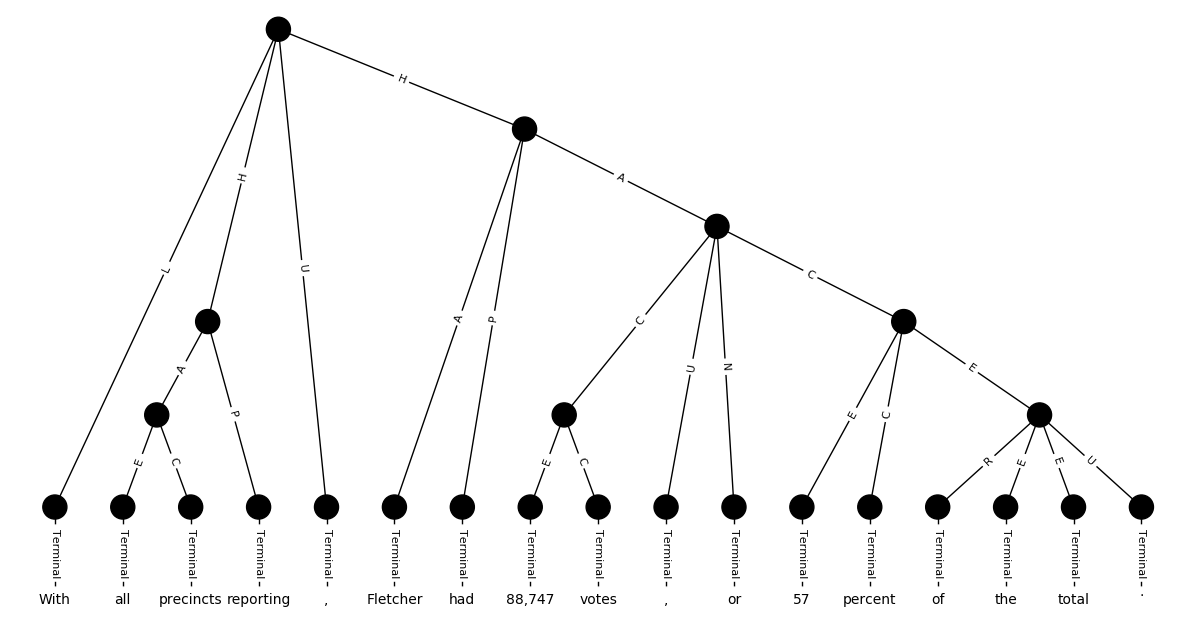 H
A
H
L
U
C
A
P
C
A
E
U
N
E
P
E
C
E
C
E
C
R
E
E
U
Terminal Terminal Terminal Terminal Terminal Terminal Terminal Terminal Terminal Terminal Terminal Terminal Terminal Terminal Terminal Terminal Terminal
With all precincts reporting , Fletcher had 88,747 votes , or 57 percent of the total .